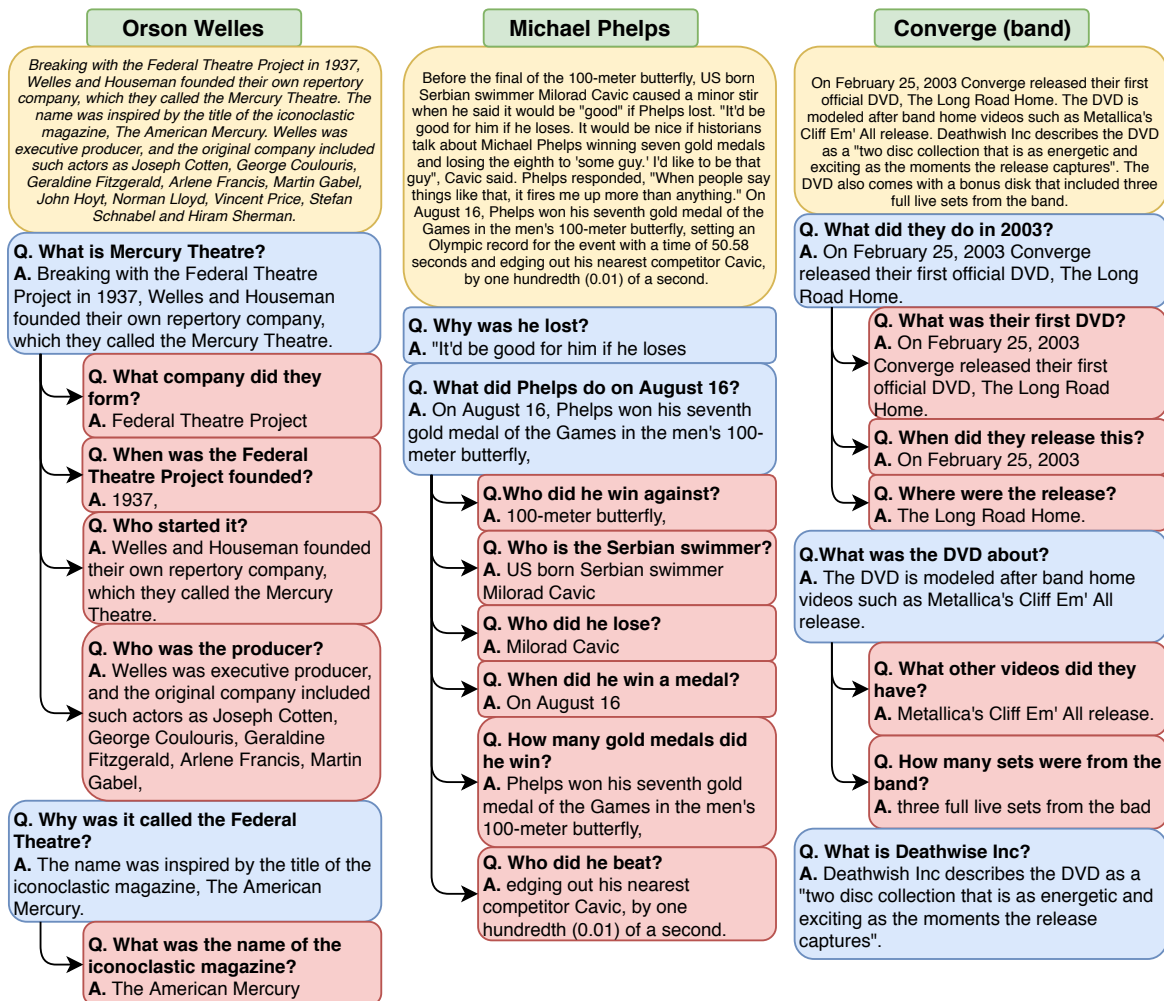 Orson Welles
Breaking with the Federal Theatre Project in 1937,
Welles and Houseman founded their own repertory
company, which they called the Mercury Theatre. The
name was inspired by the title of the iconoclastic
magazine, The American Mercury. Welles was
executive producer, and the original company included
such actors as Joseph Cotten, George Coulouris,
Geraldine Fitzgerald, Arlene Francis, Martin Gabel,
John Hoyt, Norman Lloyd, Vincent Price, Stefan
Schnabel and Hiram Sherman.
Q. What is Mercury Theatre?
A. Breaking with the Federal Theatre
Project in 1937, Welles and Houseman
founded their own repertory company,
which they called the Mercury Theatre.
Q. What company did they
form?
A. Federal Theatre Project
Q. When was the Federal
Theatre Project founded?
A. 1937,
Q. Who started it?
A. Welles and Houseman founded
their own repertory company,
which they called the Mercury
Theatre.
Q. Who was the producer?
A. Welles was executive producer,
and the original company included
such actors as Joseph Cotten,
George Coulouris, Geraldine
Fitzgerald, Arlene Francis, Martin
Gabel,
Q. Why was it called the Federal
Theatre?
A. The name was inspired by the title of the
iconoclastic magazine, The American
Mercury.
Q. What was the name of the
iconoclastic magazine?
A. The American Mercury
Michael Phelps
Before the final of the 100-meter butterfly, US born
Serbian swimmer Milorad Cavic caused a minor stir
when he said it would be "good" if Phelps lost. "It'd be
good for him if he loses. It would be nice if historians
talk about Michael Phelps winning seven gold medals
and losing the eighth to 'some guy.' I'd like to be that
guy", Cavic said. Phelps responded, "When people say
things like that, it fires me up more than anything." On
August 16, Phelps won his seventh gold medal of the
Games in the men's 100-meter butterfly, setting an
Olympic record for the event with a time of 50.58
seconds and edging out his nearest competitor Cavic,
by one hundredth (0.01) of a second.
Q. Why was he lost?
A. "It'd be good for him if he loses
Q. What did Phelps do on August 16?
A. On August 16, Phelps won his seventh
gold medal of the Games in the men's 100-
meter butterfly,
Q.Who did he win against?
A. 100-meter butterfly,
Q. Who is the Serbian swimmer?
A. US born Serbian swimmer
Milorad Cavic
Q. Who did he lose?
A. Milorad Cavic
Q. When did he win a medal?
A. On August 16
Q. How many gold medals did
he win?
A. Phelps won his seventh gold
medal of the Games in the men's
100-meter butterfly,
Q. Who did he beat?
A. edging out his nearest
competitor Cavic, by one
hundredth (0.01) of a second.
Converge (band)
On February 25, 2003 Converge released their first
official DVD, The Long Road Home. The DVD is
modeled after band home videos such as Metallica's
Cliff Em' All release. Deathwish Inc describes the DVD
as a "two disc collection that is as energetic and
exciting as the moments the release captures". The
DVD also comes with a bonus disk that included three
full live sets from the band.
Q. What did they do in 2003?
A. On February 25, 2003 Converge
released their first official DVD, The Long
Road Home.
Q. What was their first DVD?
A. On February 25, 2003
Converge released their first
official DVD, The Long Road
Home.
Q. When did they release this?
A. On February 25, 2003
Q. Where were the release?
A. The Long Road Home.
Q.What was the DVD about?
A. The DVD is modeled after band home
videos such as Metallica's Cliff Em' All
release.
Q. What other videos did they
have?
A. Metallica's Cliff Em' All release.
Q. How many sets were from the
band?
A. three full live sets from the bad
Q. What is Deathwise Inc?
A. Deathwish Inc describes the DVD as a
"two disc collection that is as energetic and
exciting as the moments the release
captures".